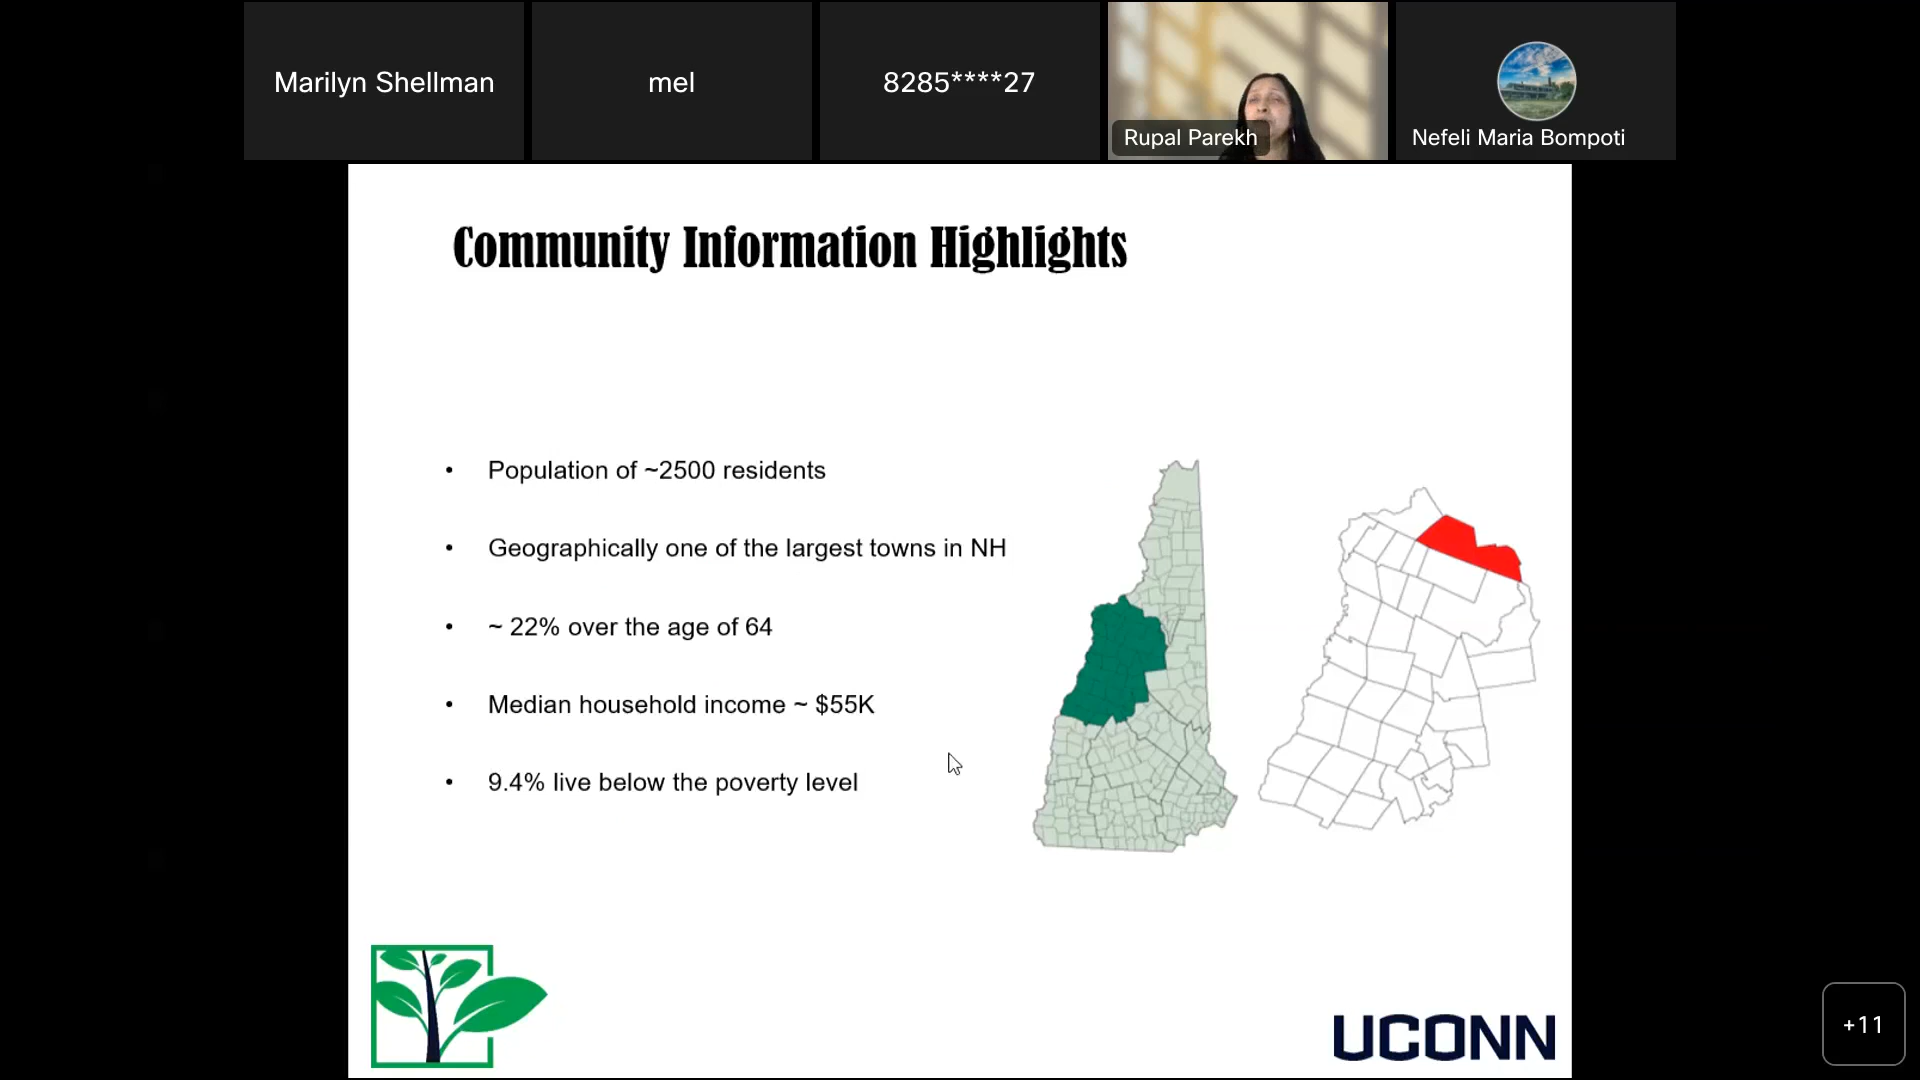 Marilyn Shellman
mel
8285****27
Rupal Parekh
Nefeli Maria Bompoti
Community Information Highlights
• Population of ~2500 residents
• Geographically one of the largest towns in NH
• ~ 22% over the age of 64
• Median household income ~ $55K
• 9.4% live below the poverty level
UCONN
+11